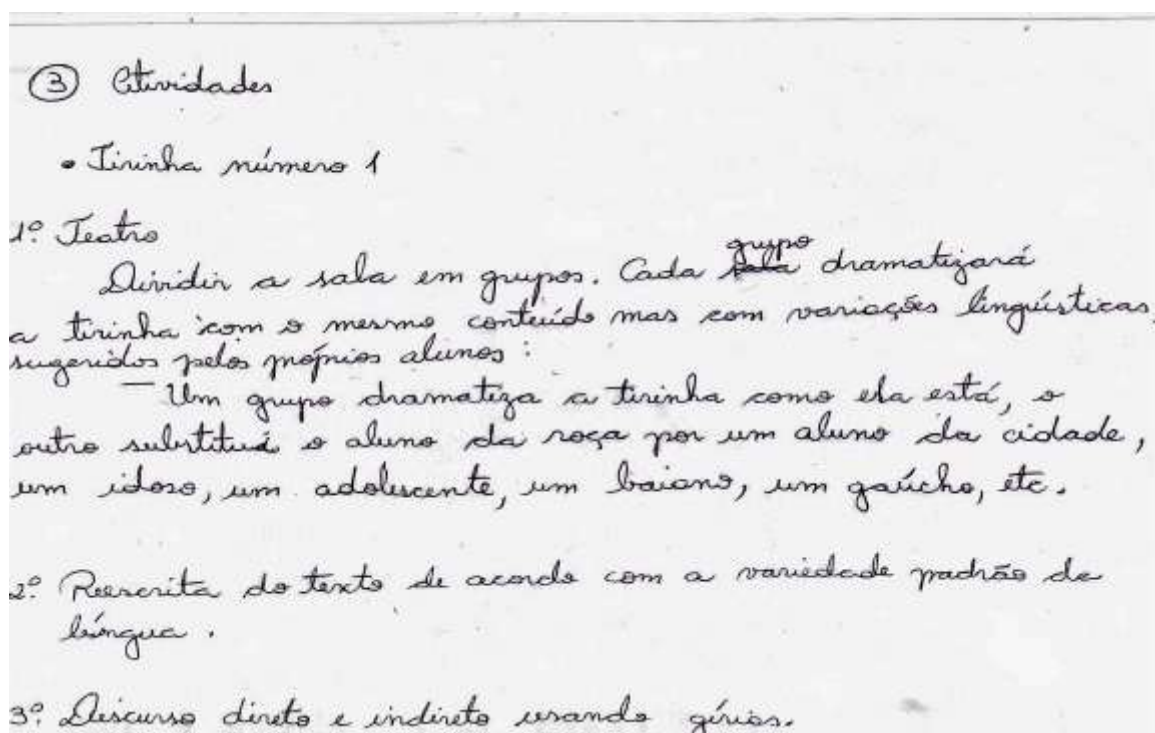 ③ Atividades
• Tirinha número 1
1º Teatro
Dividir a sala em grupos. Cada sala grupo dramatizará
a tirinha com o mesmo conteúdo mas com variações linguísticas,
sugeridos pelos próprios alunos:
— Um grupo dramatiza a tirinha como ela está, o
outro substitui o aluno da roça por um aluno da cidade,
um idoso, um adolescente, um baiano, um gaúcho, etc.
2º Reescrita do texto de acordo com a variedade padrão da
língua.
3º Discurso direto e indireto usando gírias.